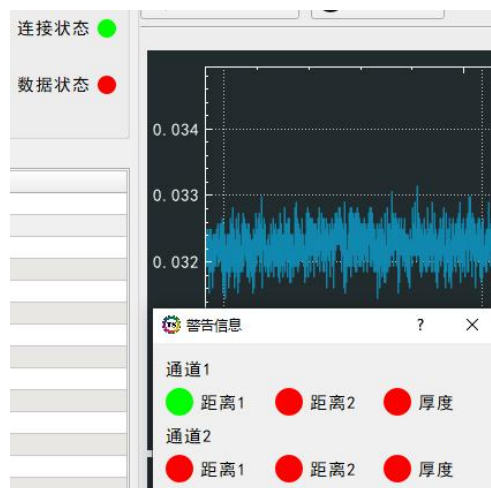 连接状态
数据状态
0.034
0.033
0.032
警告信息 ? ×
通道1
距离1 距离2 厚度
通道2
距离1 距离2 厚度